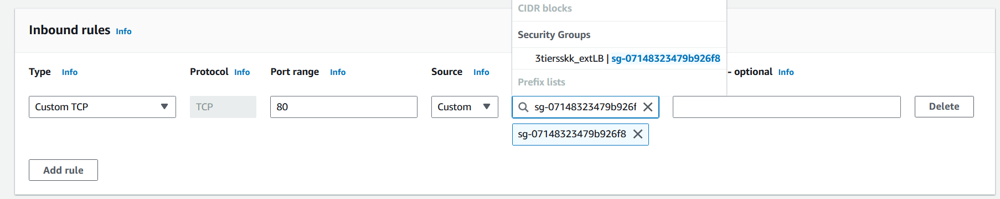 CIDR blocks
Inbound rules Info
Security Groups
3tiersskk_extLB | sg-07148323479b926f8
Type Info Protocol Info Port range Info Source Info - optional Info
Prefix lists
Custom TCP TCP 80 Custom sg-07148323479b926f Delete
sg-07148323479b926f8
Add rule